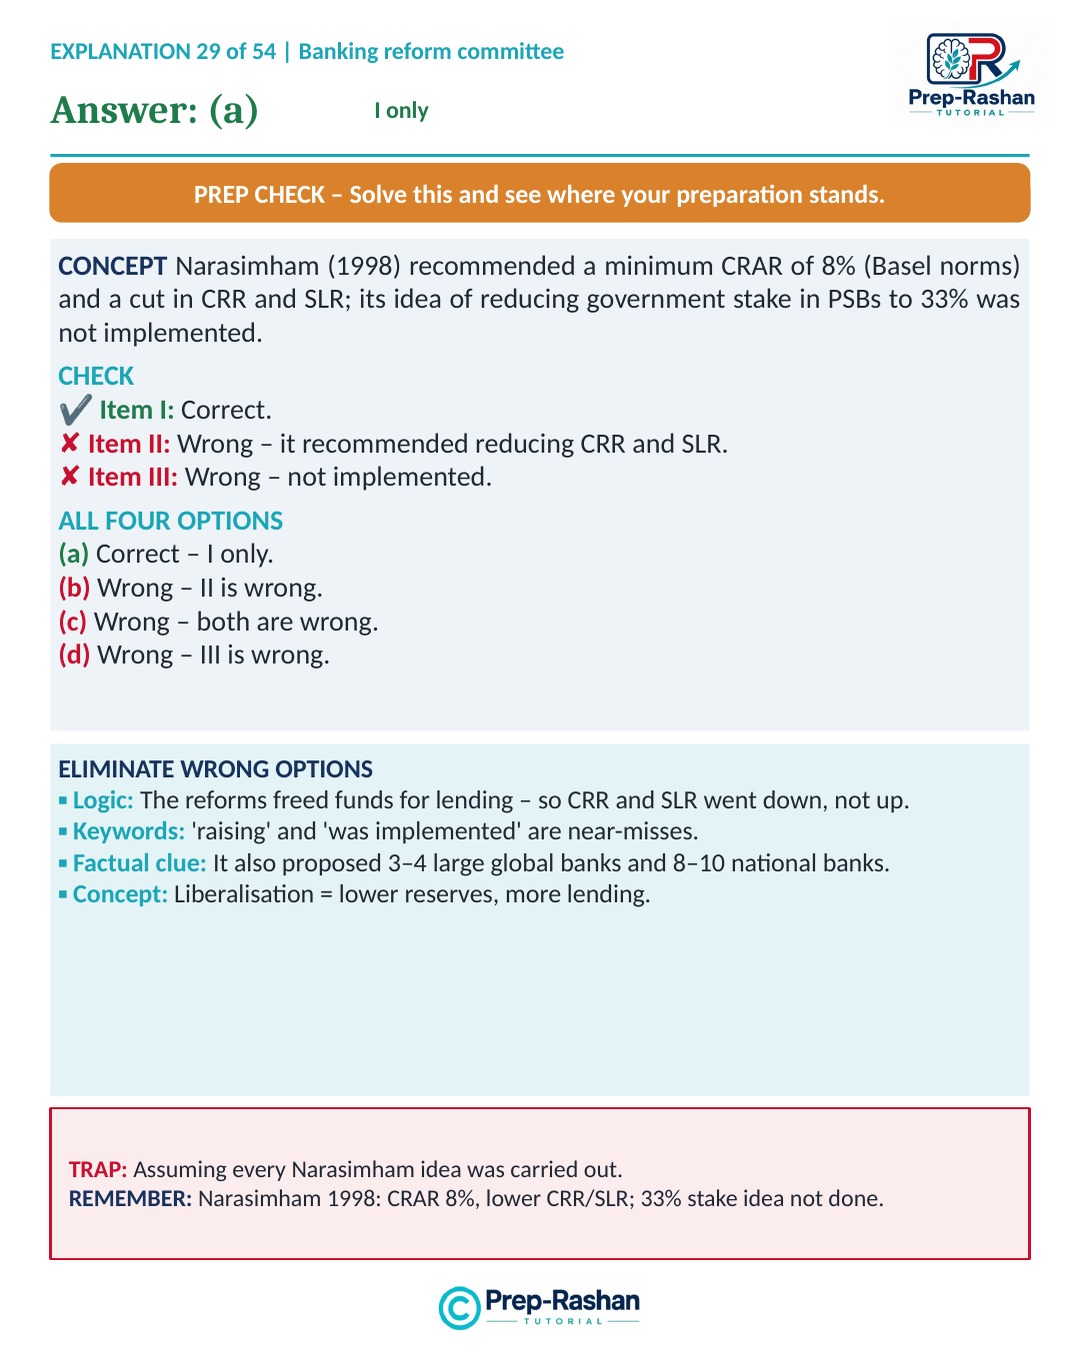 EXPLANATION 29 of 54 | Banking reform committee
Prep-Rashan
TUTORIAL
Answer: (a) I only
PREP CHECK – Solve this and see where your preparation stands.
CONCEPT Narasimham (1998) recommended a minimum CRAR of 8% (Basel norms)
and a cut in CRR and SLR; its idea of reducing government stake in PSBs to 33% was
not implemented.
CHECK
✔ Item I: Correct.
✘ Item II: Wrong – it recommended reducing CRR and SLR.
✘ Item III: Wrong – not implemented.
ALL FOUR OPTIONS
(a) Correct – I only.
(b) Wrong – II is wrong.
(c) Wrong – both are wrong.
(d) Wrong – III is wrong.
ELIMINATE WRONG OPTIONS
▪ Logic: The reforms freed funds for lending – so CRR and SLR went down, not up.
▪ Keywords: 'raising' and 'was implemented' are near-misses.
▪ Factual clue: It also proposed 3–4 large global banks and 8–10 national banks.
▪ Concept: Liberalisation = lower reserves, more lending.
TRAP: Assuming every Narasimham idea was carried out.
REMEMBER: Narasimham 1998: CRAR 8%, lower CRR/SLR; 33% stake idea not done.
© Prep-Rashan
TUTORIAL